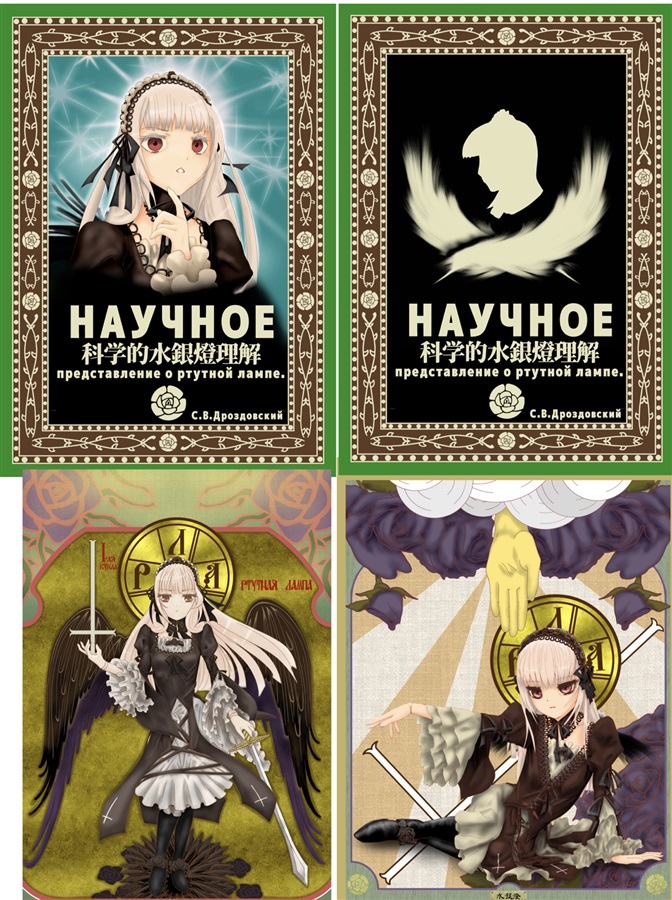 НАУЧНОЕ
科学的水銀燈理解
представление о ртутной лампе.
С.В.Дроздовский
НАУЧНОЕ
科学的水銀燈理解
представление о ртутной лампе.
С.В.Дроздовский
Л
Р А
РТУТНАЯ ЛАМПА
Л
Р А
水銀燈